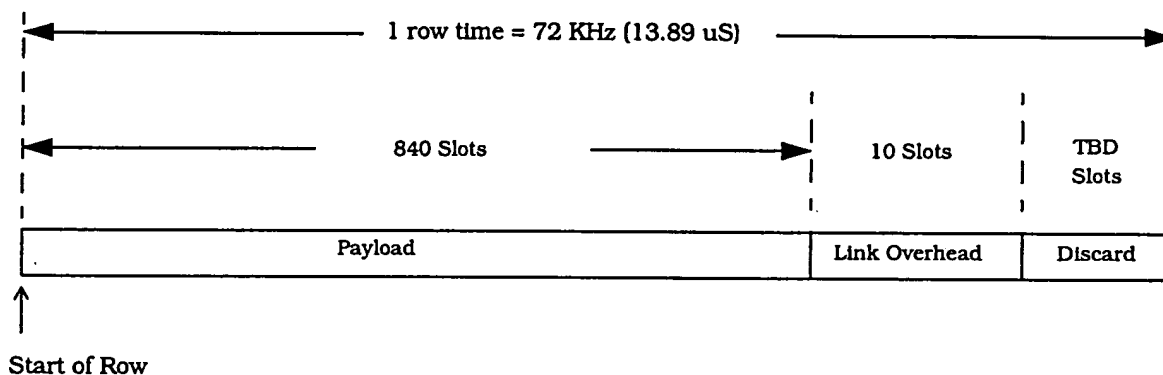 1 row time = 72 KHz (13.89 uS)
840 Slots
10 Slots
TBD
Slots
Payload
Link Overhead
Discard
Start of Row